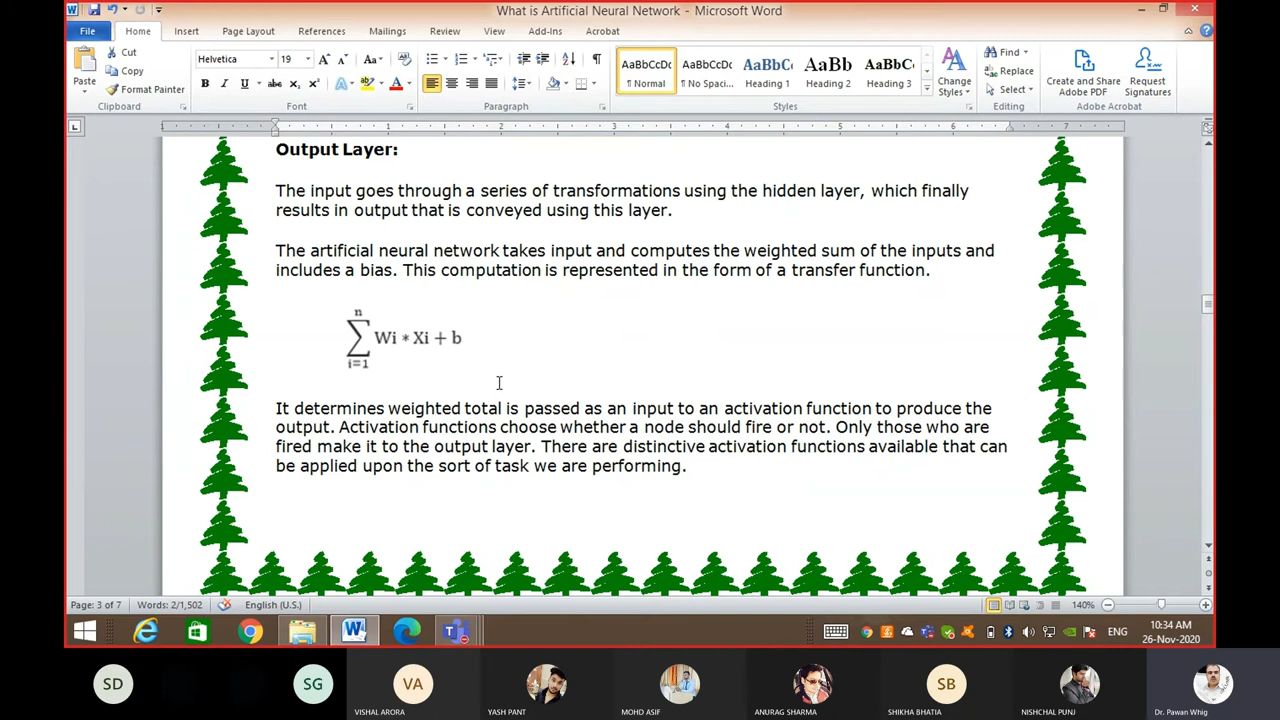 What is Artificial Neural Network - Microsoft Word
File Home Insert Page Layout References Mailings Review View Add-Ins Acrobat
Cut
Copy
Format Painter
Paste
Clipboard
Helvetica 19
Font
Paragraph
AaBbCcDc AaBbCcDc AaBbC AaBb AaBbC
¶ Normal ¶ No Spaci... Heading 1 Heading 2 Heading 3
Change
Styles
Styles
Find
Replace
Select
Editing
Create and Share
Adobe PDF
Request
Signatures
Adobe Acrobat
1 1 2 3 4 5 6 7
Output Layer:
The input goes through a series of transformations using the hidden layer, which finally
results in output that is conveyed using this layer.
The artificial neural network takes input and computes the weighted sum of the inputs and
includes a bias. This computation is represented in the form of a transfer function.
n
∑ Wi * Xi + b
i=1
It determines weighted total is passed as an input to an activation function to produce the
output. Activation functions choose whether a node should fire or not. Only those who are
fired make it to the output layer. There are distinctive activation functions available that can
be applied upon the sort of task we are performing.
Page: 3 of 7 Words: 2/1,502 English (U.S.) 140%
ENG
10:34 AM
26-Nov-2020
SD SG VA SB
VISHAL ARORA YASH PANT MOHD ASIF ANURAG SHARMA SHIKHA BHATIA NISHCHAL PUNJ Dr. Pawan Whig